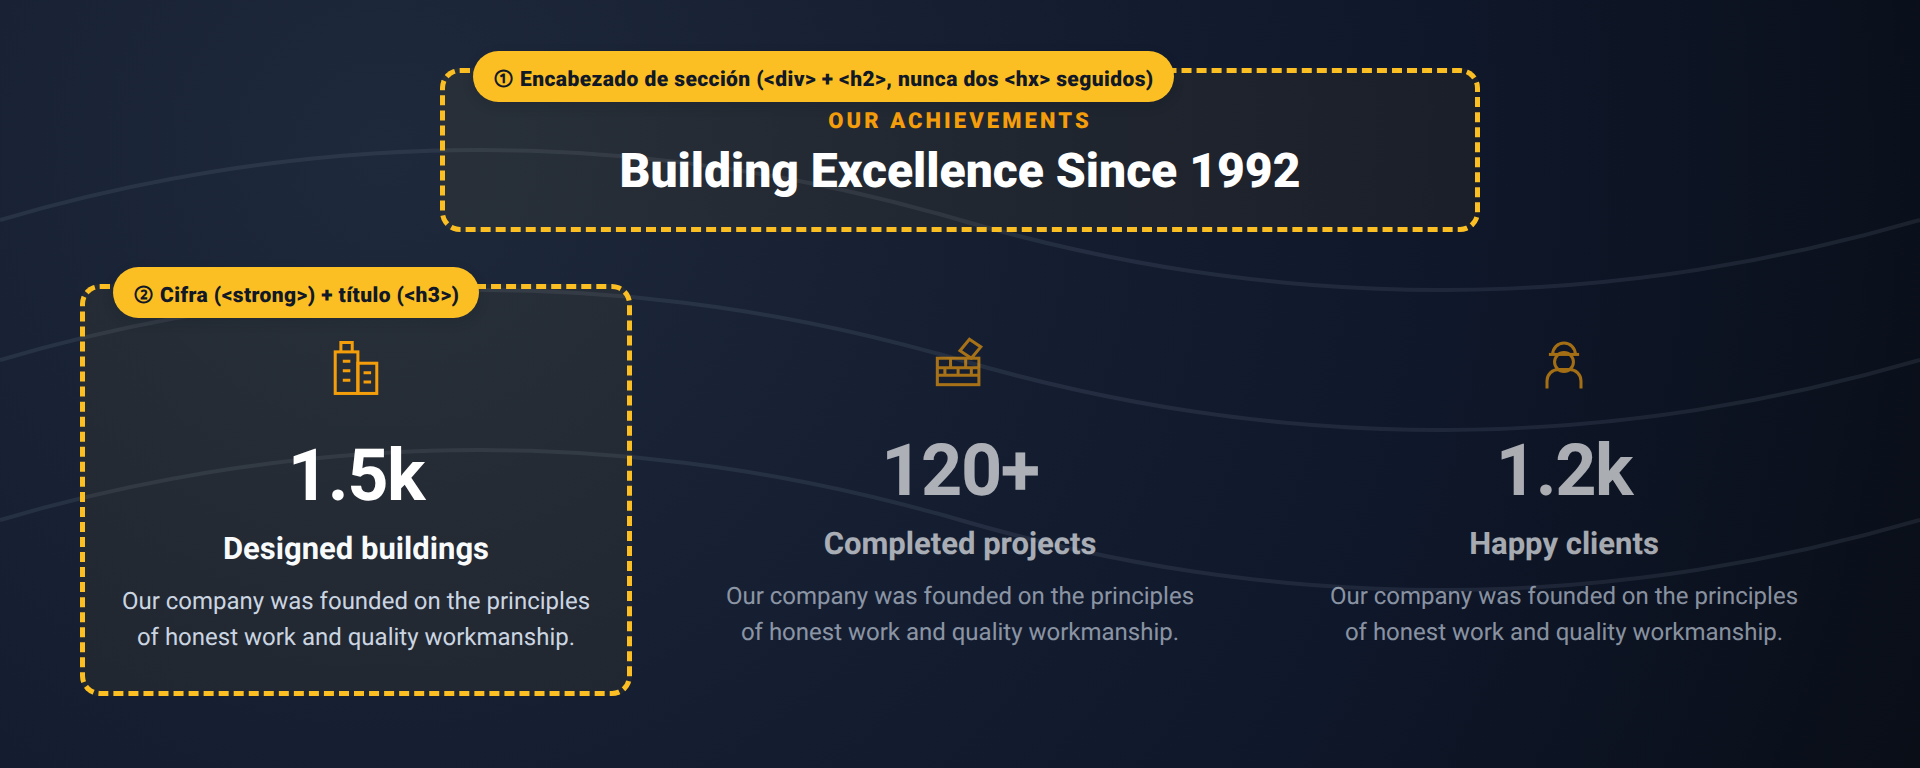 ① Encabezado de sección (<div> + <h2>, nunca dos <hx> seguidos)
OUR ACHIEVEMENTS
Building Excellence Since 1992
② Cifra (<strong>) + título (<h3>)
1.5k
Designed buildings
Our company was founded on the principles
of honest work and quality workmanship.
120+
Completed projects
Our company was founded on the principles
of honest work and quality workmanship.
1.2k
Happy clients
Our company was founded on the principles
of honest work and quality workmanship.